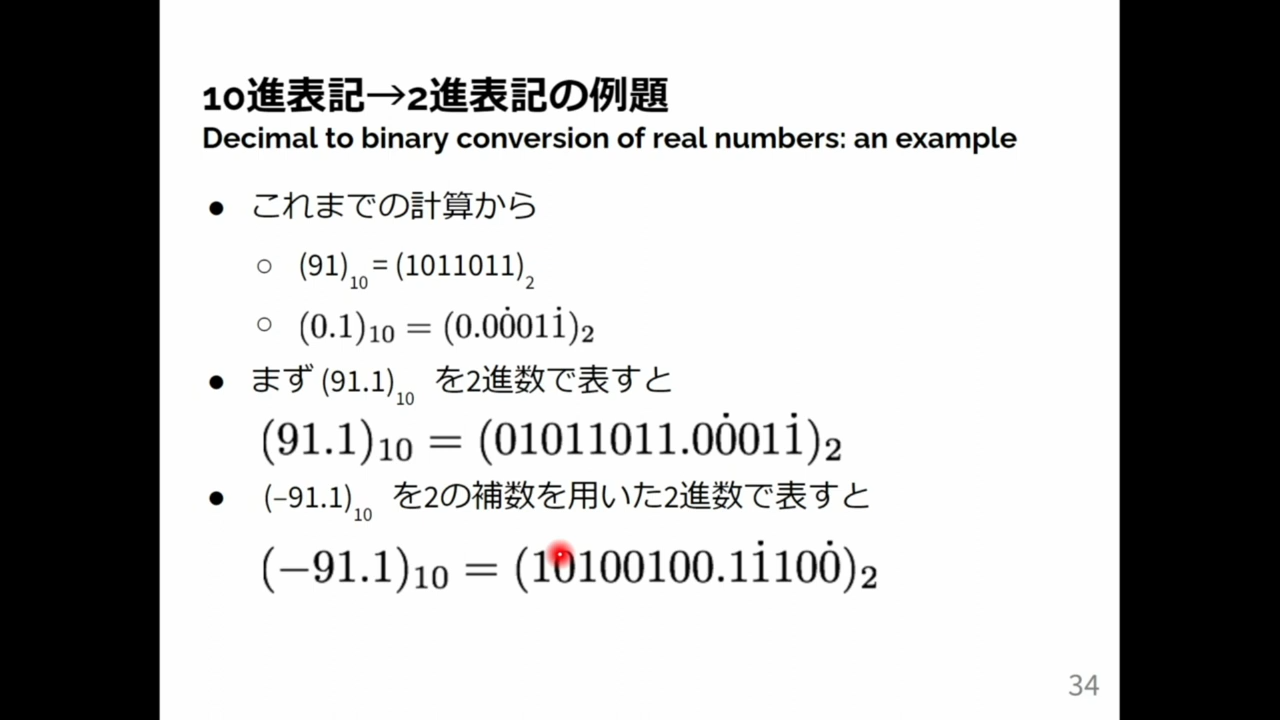 10進表記→2進表記の例題
Decimal to binary conversion of real numbers: an example
● これまでの計算から
○ (91)₁₀ = (1011011)₂
○ (0.1)₁₀ = (0.00̇011̇)₂
● まず (91.1)₁₀ を2進数で表すと
(91.1)₁₀ = (01011011.00̇011̇)₂
● (–91.1)₁₀ を2の補数を用いた2進数で表すと
(−91.1)₁₀ = (10100100.11̇100̇)₂
34